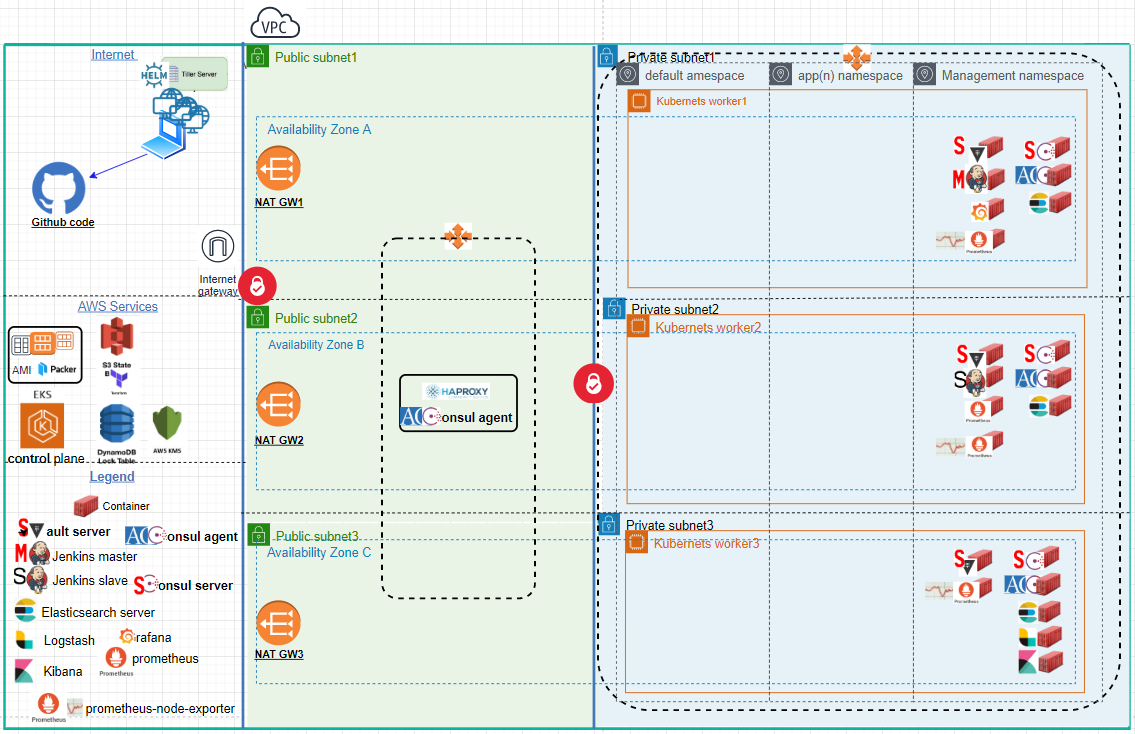 VPC
Internet
HELM
Tiller Server
Github code
Internet
gateway
AWS Services
AMI
Packer
S3 State
B
EKS
control plane
DynamoDB
Lock Table
AWS KMS
Legend
Container
S ault server
AC onsul agent
M Jenkins master
S Jenkins slave
S onsul server
Elasticsearch server
Logstash
rafana
Kibana
prometheus
Prometheus
Prometheus
prometheus-node-exporter
Public subnet1
Availability Zone A
NAT GW1
Public subnet2
Availability Zone B
NAT GW2
HAPROXY
AC onsul agent
Public subnet3
Availability Zone C
NAT GW3
Private subnet1
default amespace
app(n) namespace
Management namespace
Kubernets worker1
S
S
M
AC
Prometheus
Private subnet2
Kubernets worker2
S
S
S
AC
Prometheus
Prometheus
Private subnet3
Kubernets worker3
S
S
AC
Prometheus